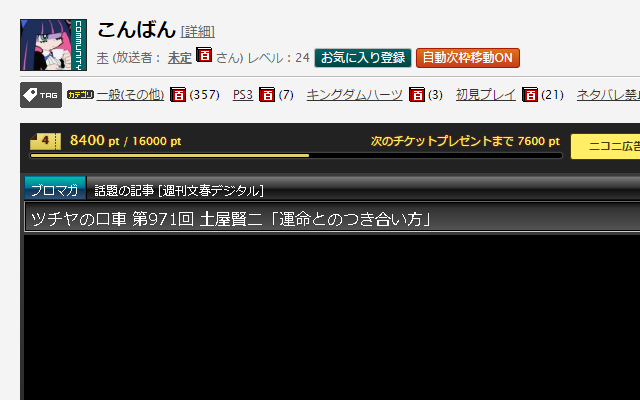 こんばん [詳細]
COMMUNITY
未 (放送者： 未定 百 さん) レベル：24 お気に入り登録 自動次枠移動ON
TAG カテゴリ 一般(その他) 百 (357) PS3 百 (7) キングダムハーツ 百 (3) 初見プレイ 百 (21) ネタバレ禁止
4 8400 pt / 16000 pt 次のチケットプレゼントまで 7600 pt ニコニ広告
ブロマガ 話題の記事 [週刊文春デジタル]
ツチヤの口車 第971回 土屋賢二「運命とのつき合い方」